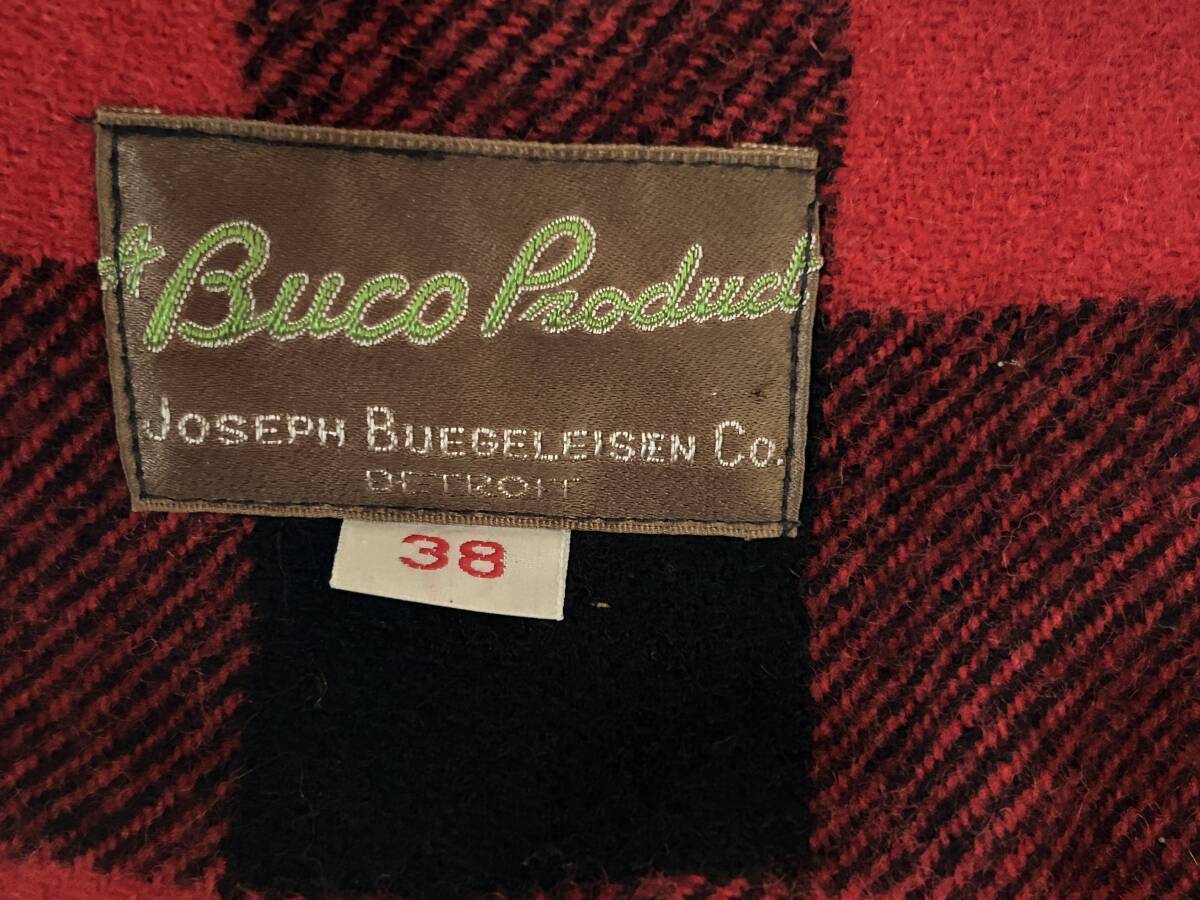 A Buco Product
JOSEPH BUEGELEISEN CO.
DETROIT
38